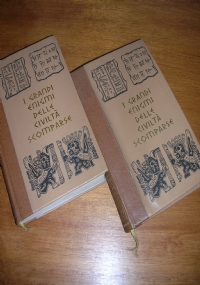 I GRANDI
ENIGMI
DELLE
CIVILTÀ
SCOMPARSE
I GRANDI
ENIGMI
DELLE
CIVILTÀ
SCOMPARSE